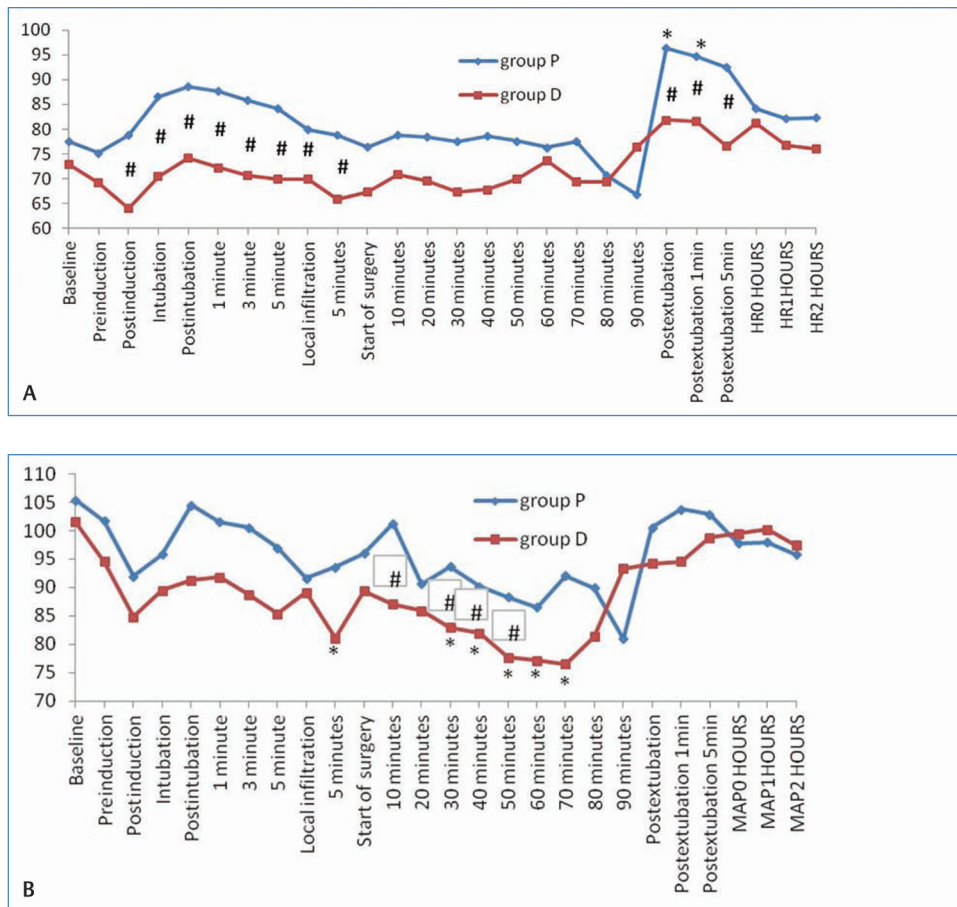 100
95
90
85
80
75
70
65
60
group P
group D
*
*
#
#
#
#
#
#
#
#
#
#
#
Baseline
Preinduction
Postinduction
Intubation
Postintubation
1 minute
3 minute
5 minute
Local infiltration
5 minutes
Start of surgery
10 minutes
20 minutes
30 minutes
40 minutes
50 minutes
60 minutes
70 minutes
80 minutes
90 minutes
Postextubation
Postextubation 1min
Postextubation 5min
HR0 HOURS
HR1HOURS
HR2 HOURS
A
110
105
100
95
90
85
80
75
70
group P
group D
#
#
#
#
*
*
*
*
*
*
Baseline
Preinduction
Postinduction
Intubation
Postintubation
1 minute
3 minute
5 minute
Local infiltration
5 minutes
Start of surgery
10 minutes
20 minutes
30 minutes
40 minutes
50 minutes
60 minutes
70 minutes
80 minutes
90 minutes
Postextubation
Postextubation 1min
Postextubation 5min
MAP0 HOURS
MAP1HOURS
MAP2 HOURS
B